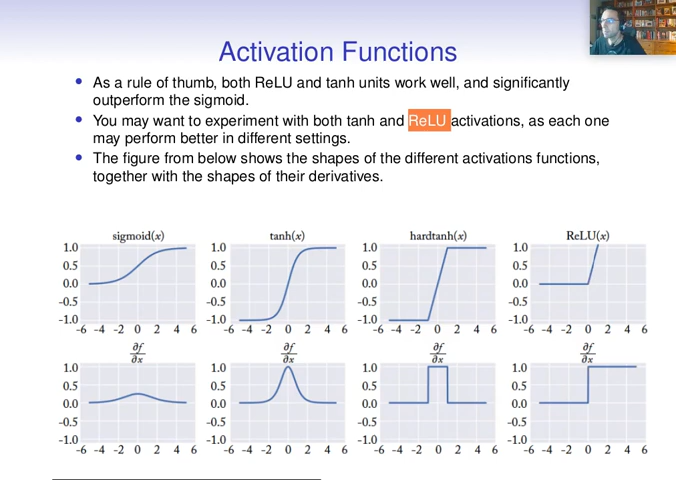 Activation Functions
As a rule of thumb, both ReLU and tanh units work well, and significantly
outperform the sigmoid.
You may want to experiment with both tanh and ReLU activations, as each one
may perform better in different settings.
The figure from below shows the shapes of the different activations functions,
together with the shapes of their derivatives.
sigmoid(x) tanh(x) hardtanh(x) ReLU(x)
1.0 1.0 1.0 1.0
0.5 0.5 0.5 0.5
0.0 0.0 0.0 0.0
-0.5 -0.5 -0.5 -0.5
-1.0 -1.0 -1.0 -1.0
-6 -4 -2 0 2 4 6 -6 -4 -2 0 2 4 6 -6 -4 -2 0 2 4 6 -6 -4 -2 0 2 4 6
∂f ∂f ∂f ∂f
∂x ∂x ∂x ∂x
1.0 1.0 1.0 1.0
0.5 0.5 0.5 0.5
0.0 0.0 0.0 0.0
-0.5 -0.5 -0.5 -0.5
-1.0 -1.0 -1.0 -1.0
-6 -4 -2 0 2 4 6 -6 -4 -2 0 2 4 6 -6 -4 -2 0 2 4 6 -6 -4 -2 0 2 4 6